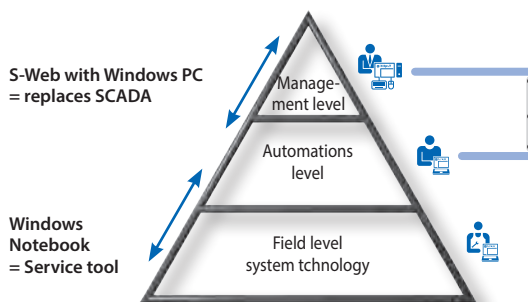 S-Web with Windows PC
= replaces SCADA
Manage-
ment level
Automations
level
Windows
Notebook
= Service tool
Field level
system tchnology